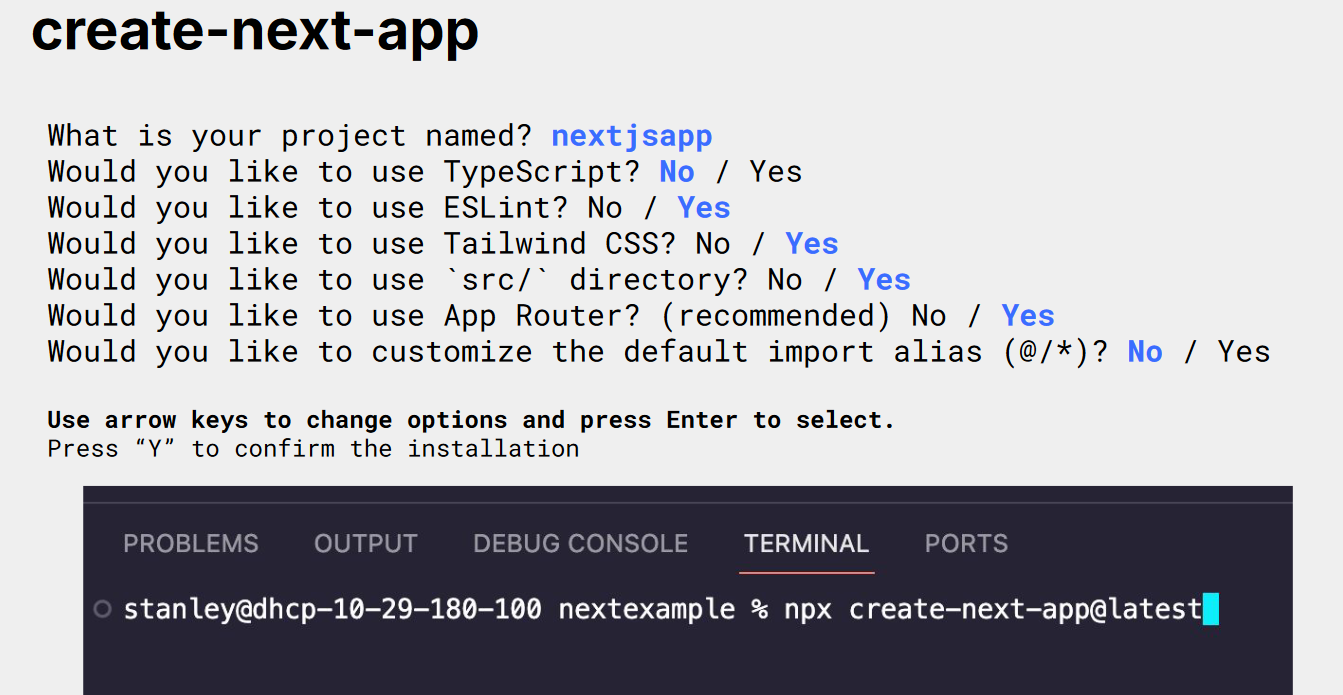 create-next-app
What is your project named? nextjsapp
Would you like to use TypeScript? No / Yes
Would you like to use ESLint? No / Yes
Would you like to use Tailwind CSS? No / Yes
Would you like to use `src/` directory? No / Yes
Would you like to use App Router? (recommended) No / Yes
Would you like to customize the default import alias (@/*)? No / Yes
Use arrow keys to change options and press Enter to select.
Press “Y” to confirm the installation
PROBLEMS OUTPUT DEBUG CONSOLE TERMINAL PORTS
stanley@dhcp-10-29-180-100 nextexample % npx create-next-app@latest